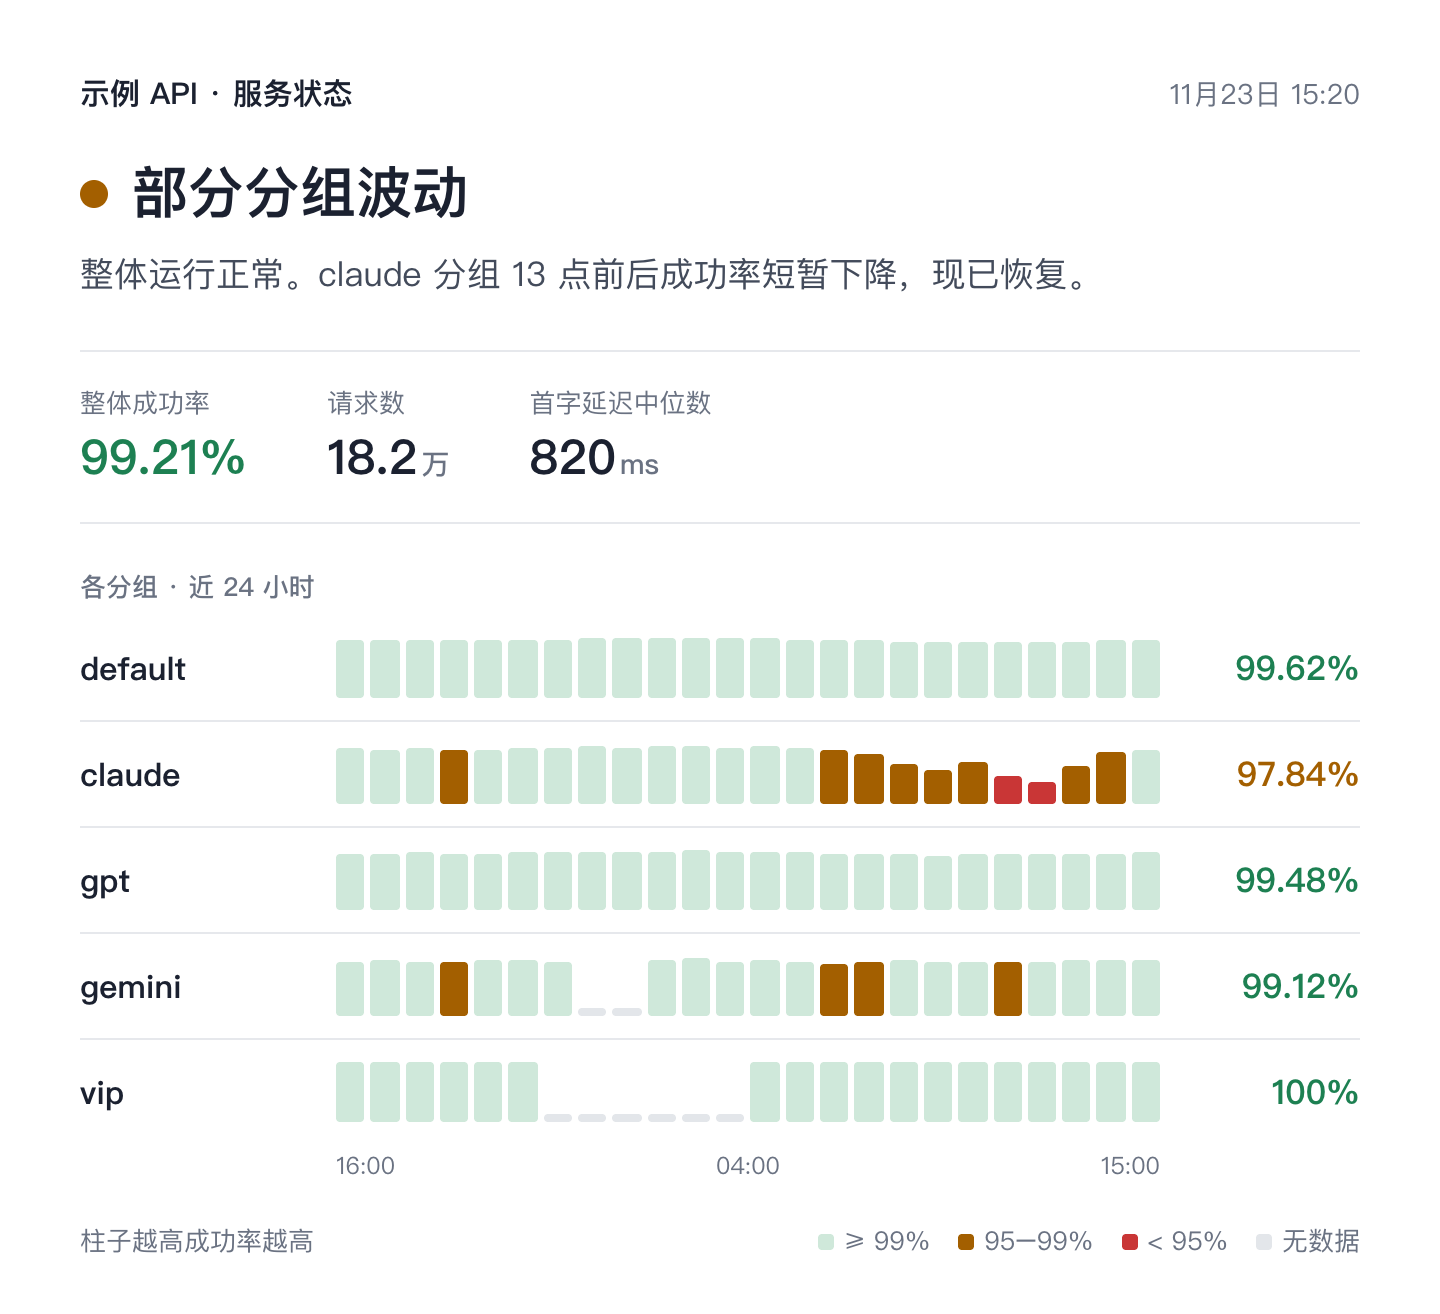 示例 API · 服务状态
11月23日 15:20
部分分组波动
整体运行正常。claude 分组 13 点前后成功率短暂下降，现已恢复。
整体成功率
99.21%
请求数
18.2万
首字延迟中位数
820ms
各分组 · 近 24 小时
default 99.62%
claude 97.84%
gpt 99.48%
gemini 99.12%
vip 100%
16:00 04:00 15:00
柱子越高成功率越高
⩾ 99% 95—99% < 95% 无数据